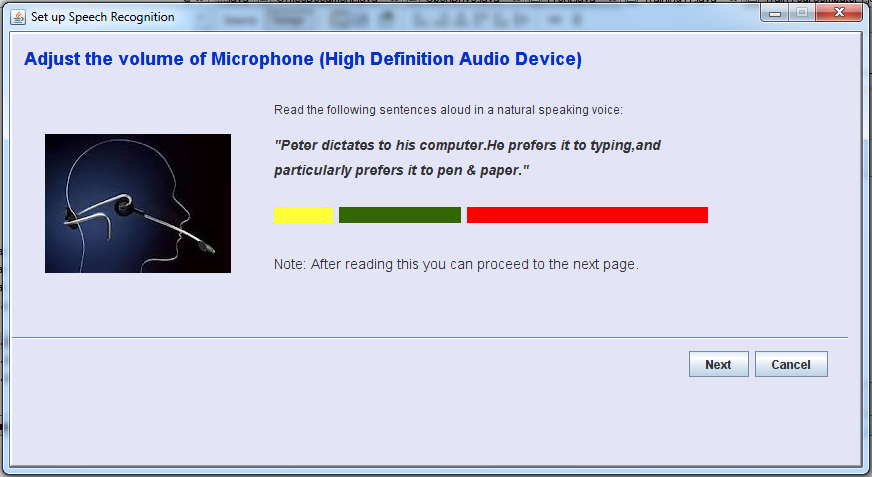 Set up Speech Recognition
Adjust the volume of Microphone (High Definition Audio Device)
Read the following sentences aloud in a natural speaking voice:
"Peter dictates to his computer.He prefers it to typing,and
particularly prefers it to pen & paper."
Note: After reading this you can proceed to the next page.
Next
Cancel